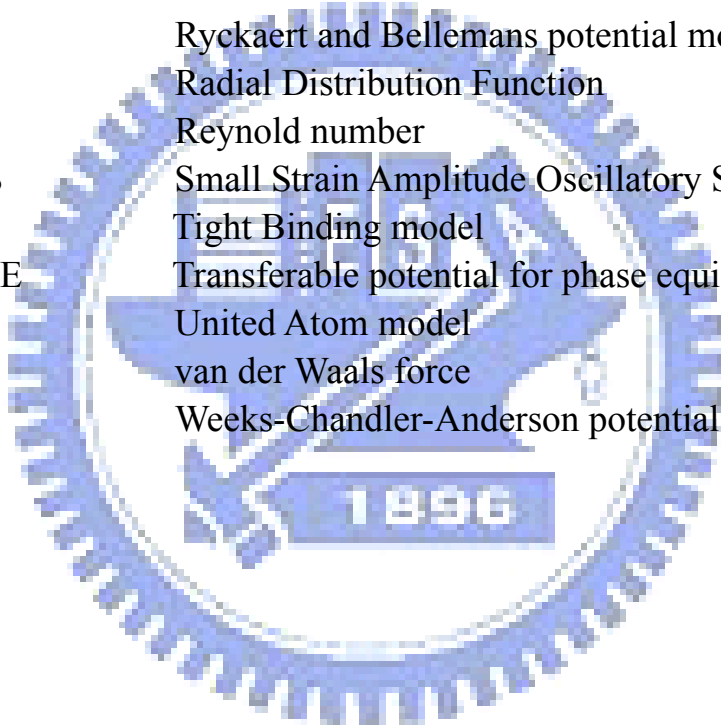 Ryckaert and Bellemans potential mo
Radial Distribution Function
Reynold number
Small Strain Amplitude Oscillatory S
Tight Binding model
E Transferable potential for phase equi
United Atom model
van der Waals force
Weeks-Chandler-Anderson potential
1896